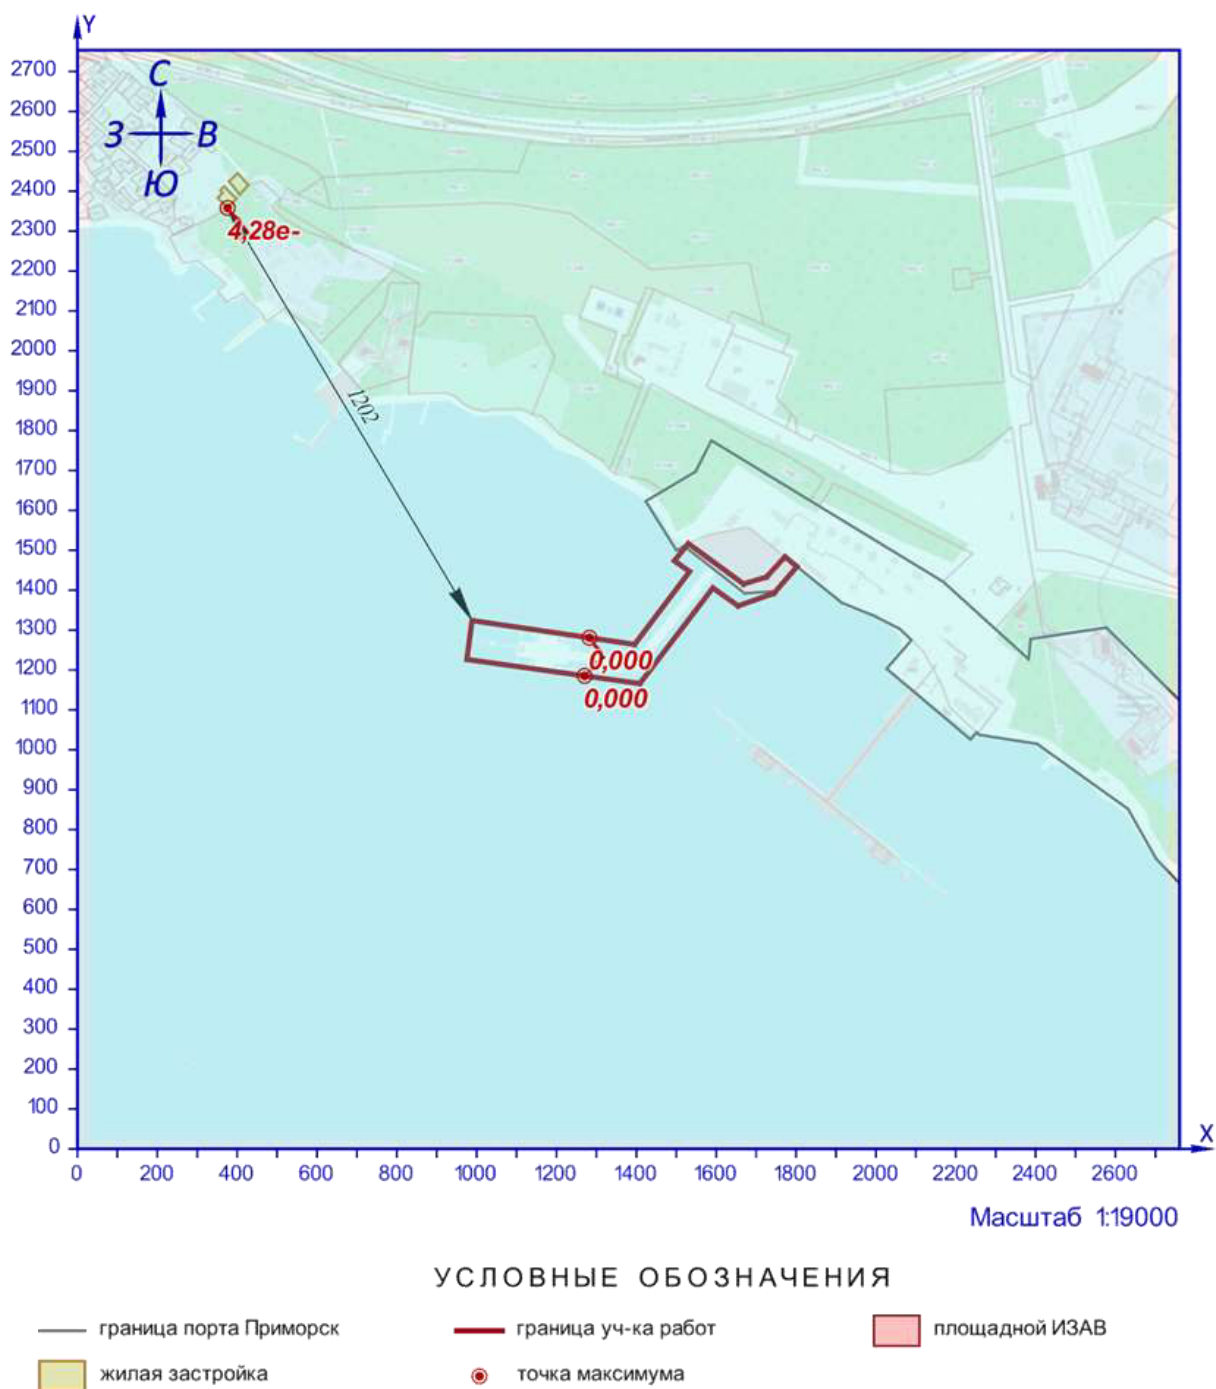 Y
2700
2600
2500
2400
2300
2200
2100
2000
1900
1800
1700
1600
1500
1400
1300
1200
1100
1000
900
800
700
600
500
400
300
200
100
0
С
З В
Ю
4,28е-
1202
0,000
0,000
X
0 200 400 600 800 1000 1200 1400 1600 1800 2000 2200 2400 2600
Масштаб 1:19000
УСЛОВНЫЕ ОБОЗНАЧЕНИЯ
граница порта Приморск граница уч-ка работ площадной ИЗАВ
жилая застройка точка максимума